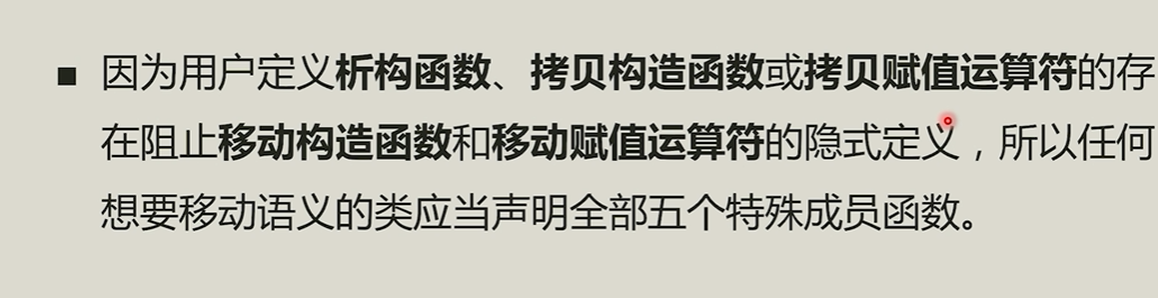 ■ 因为用户定义析构函数、拷贝构造函数或拷贝赋值运算符的存
在阻止移动构造函数和移动赋值运算符的隐式定义，所以任何
想要移动语义的类应当声明全部五个特殊成员函数。